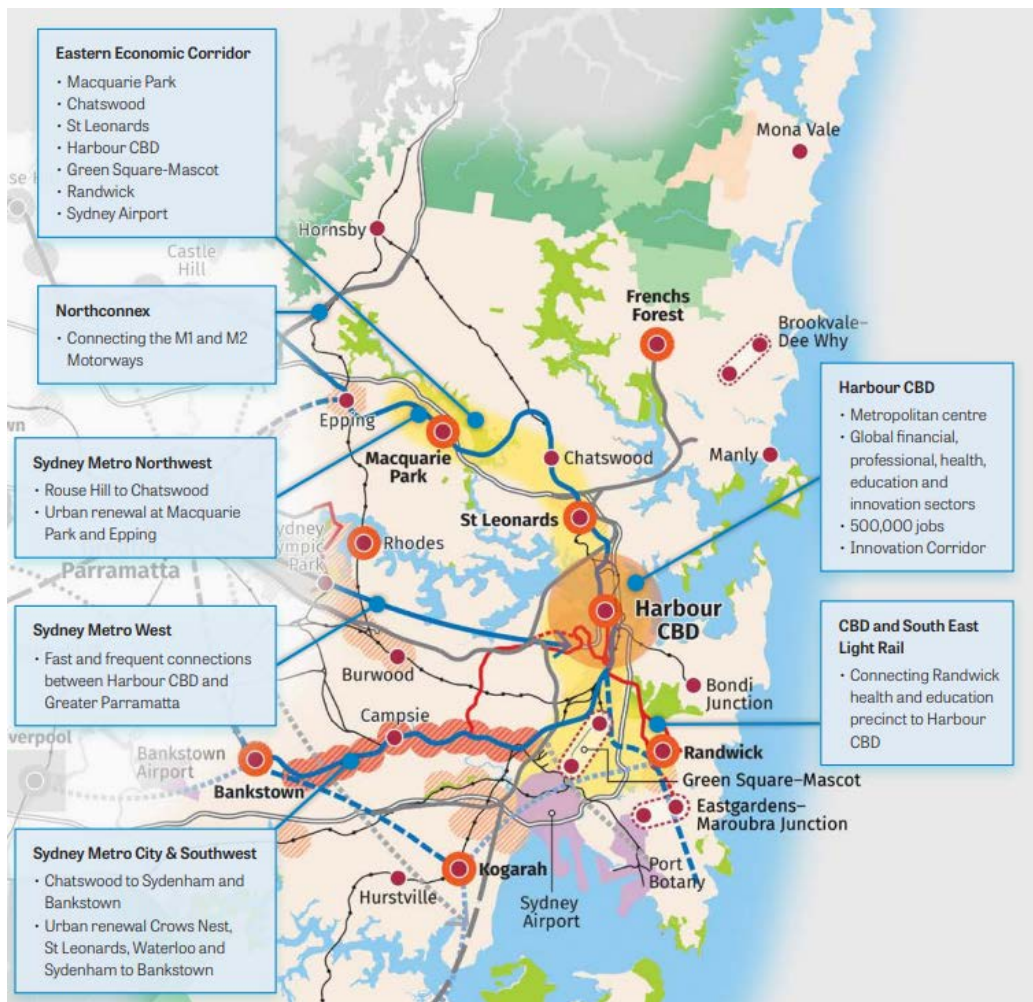 Eastern Economic Corridor
• Macquarie Park
• Chatswood
• St Leonards
• Harbour CBD
• Green Square-Mascot
• Randwick
• Sydney Airport
Northconnex
• Connecting the M1 and M2
Motorways
Sydney Metro Northwest
• Rouse Hill to Chatswood
• Urban renewal at Macquarie
Park and Epping
Sydney Metro West
• Fast and frequent connections
between Harbour CBD and
Greater Parramatta
Sydney Metro City & Southwest
• Chatswood to Sydenham and
Bankstown
• Urban renewal Crows Nest,
St Leonards, Waterloo and
Sydenham to Bankstown
Harbour CBD
• Metropolitan centre
• Global financial,
professional, health,
education and
innovation sectors
• 500,000 jobs
• Innovation Corridor
CBD and South East
Light Rail
• Connecting Randwick
health and education
precinct to Harbour
CBD
Mona Vale
Hornsby
Castle
Hill
Frenchs
Forest
Brookvale–
Dee Why
Epping
Macquarie
Park
Chatswood
Manly
St Leonards
Rhodes
Park
Parramatta
Harbour
CBD
Burwood
Bondi
Junction
Campsie
Bankstown
Airport
Bankstown
Randwick
Green Square–Mascot
Eastgardens–
Maroubra Junction
Kogarah
Port
Botany
Hurstville
Sydney
Airport